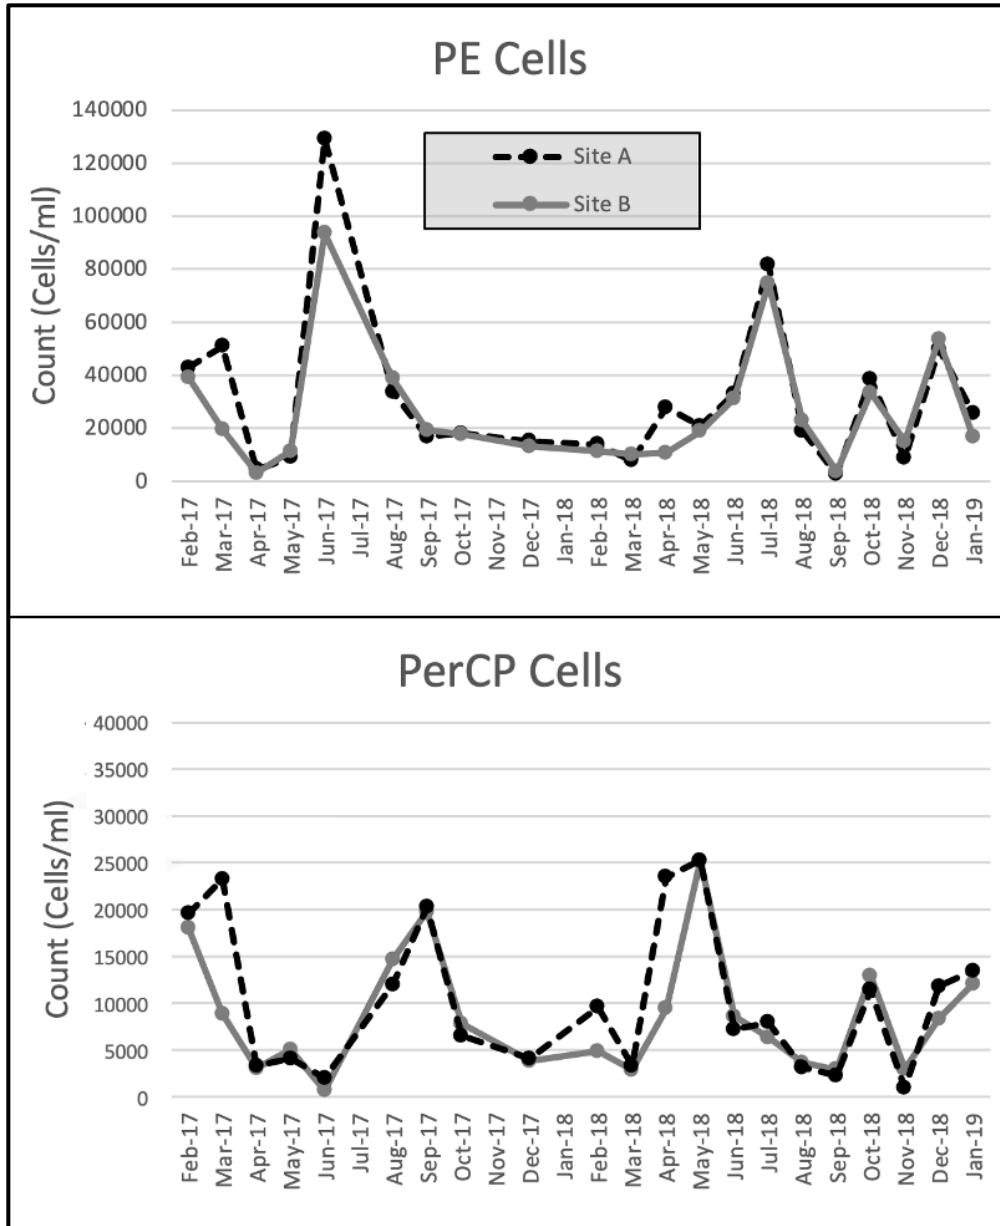 PE Cells
Count (Cells/ml)
140000
120000
100000
80000
60000
40000
20000
0
Site A
Site B
Feb-17
Mar-17
Apr-17
May-17
Jun-17
Jul-17
Aug-17
Sep-17
Oct-17
Nov-17
Dec-17
Jan-18
Feb-18
Mar-18
Apr-18
May-18
Jun-18
Jul-18
Aug-18
Sep-18
Oct-18
Nov-18
Dec-18
Jan-19
PerCP Cells
Count (Cells/ml)
40000
35000
30000
25000
20000
15000
10000
5000
0
Feb-17
Mar-17
Apr-17
May-17
Jun-17
Jul-17
Aug-17
Sep-17
Oct-17
Nov-17
Dec-17
Jan-18
Feb-18
Mar-18
Apr-18
May-18
Jun-18
Jul-18
Aug-18
Sep-18
Oct-18
Nov-18
Dec-18
Jan-19